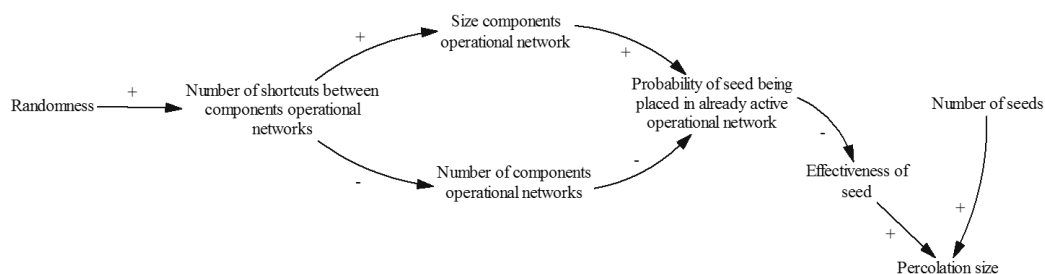 Size components
operational network
+
+
Randomness
+
Number of shortcuts between
components operational
networks
Probability of seed being
placed in already active
operational network
Number of seeds
-
-
-
Number of components
operational networks
Effectiveness of
seed
+
+
Percolation size